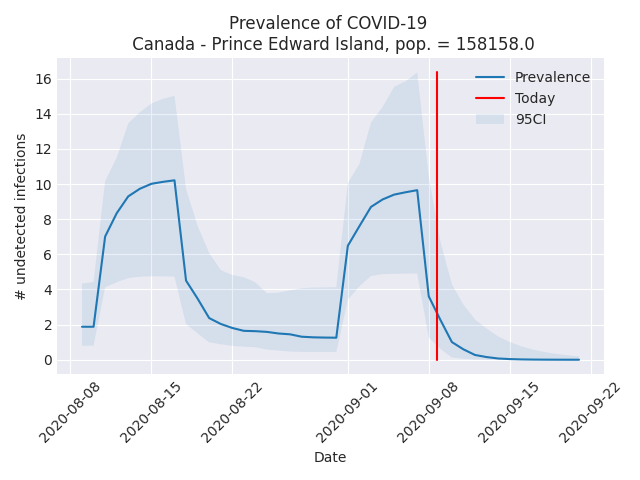 Prevalence of COVID-19
Canada - Prince Edward Island, pop. = 158158.0
16
14
12
10
8
6
4
2
0
# undetected infections
Prevalence
Today
95CI
2020-08-08
2020-08-15
2020-08-22
2020-09-01
2020-09-08
2020-09-15
2020-09-22
Date